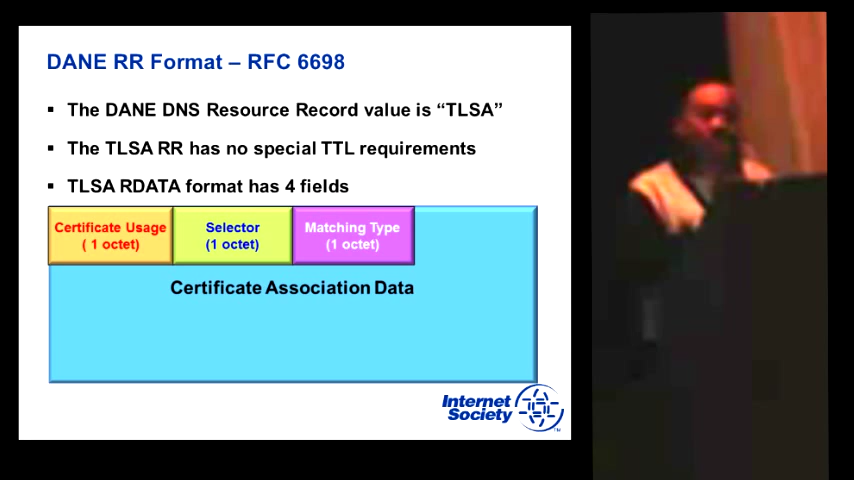 DANE RR Format – RFC 6698
▪ The DANE DNS Resource Record value is “TLSA”
▪ The TLSA RR has no special TTL requirements
▪ TLSA RDATA format has 4 fields
Certificate Usage
( 1 octet)
Selector
(1 octet)
Matching Type
(1 octet)
Certificate Association Data
Internet
Society
TM